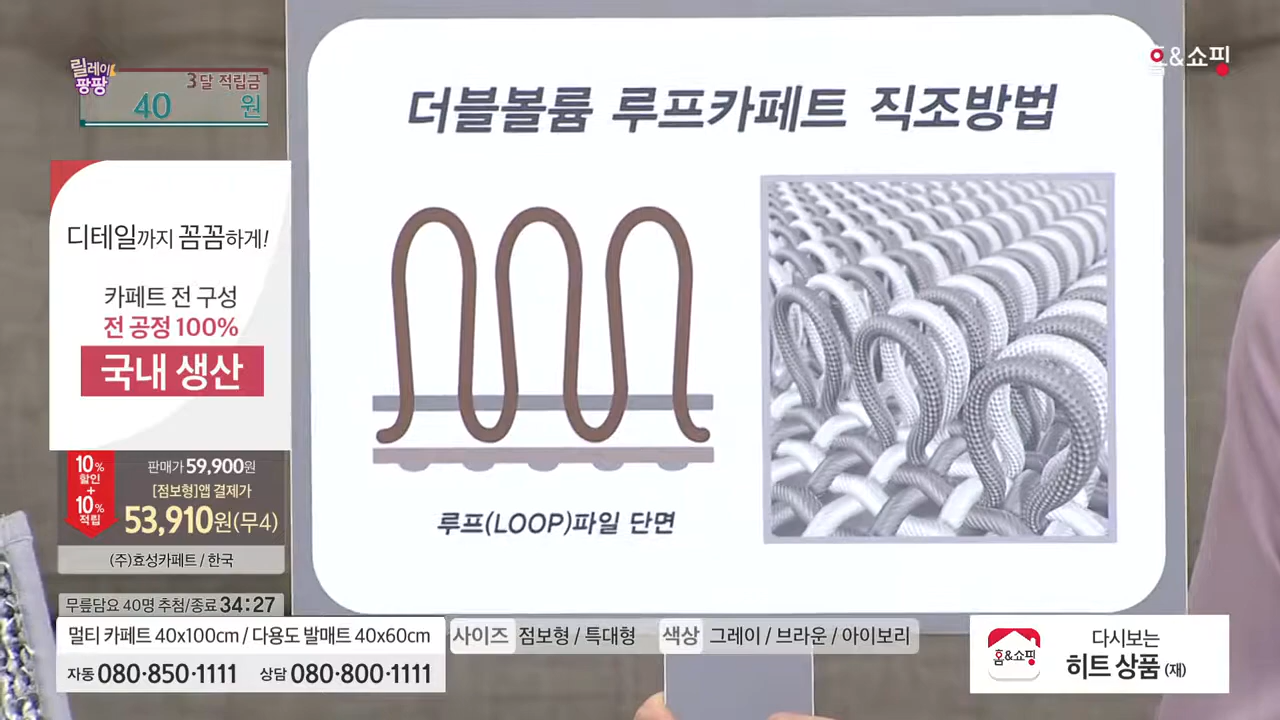 릴레이
팡팡
3달 적립금
40 원
홈&쇼핑
더블볼륨 루프카페트 직조방법
디테일까지 꼼꼼하게!
카페트 전 구성
전 공정 100%
국내 생산
루프(LOOP)파일 단면
10%
할인
+
10%
적립
판매가 59,900원
[점보형]앱 결제가
53,910원(무4)
(주)효성카페트 / 한국
무릎담요 40명 추첨/종료 34:27
멀티 카페트 40x100cm / 다용도 발매트 40x60cm
자동 080·850·1111 상담 080·800·1111
사이즈 점보형 / 특대형 색상 그레이 / 브라운 / 아이보리
홈&쇼핑
다시보는
히트 상품 (재)